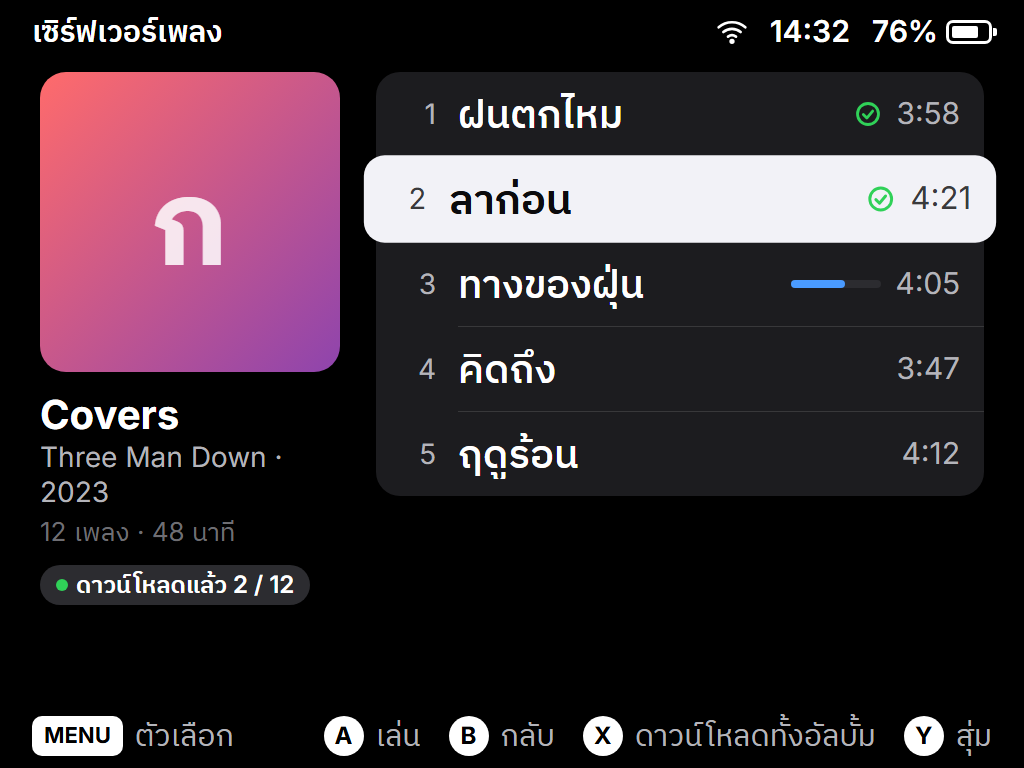 เซิร์ฟเวอร์เพลง
14:32 76%
ก
Covers
Three Man Down ·
2023
12 เพลง · 48 นาที
ดาวน์โหลดแล้ว 2 / 12
1 ฝนตกไหม 3:58
2 ลาก่อน 4:21
3 ทางของฝุ่น 4:05
4 คิดถึง 3:47
5 ฤดูร้อน 4:12
MENU ตัวเลือก A เล่น B กลับ X ดาวน์โหลดทั้งอัลบั้ม Y สุ่ม